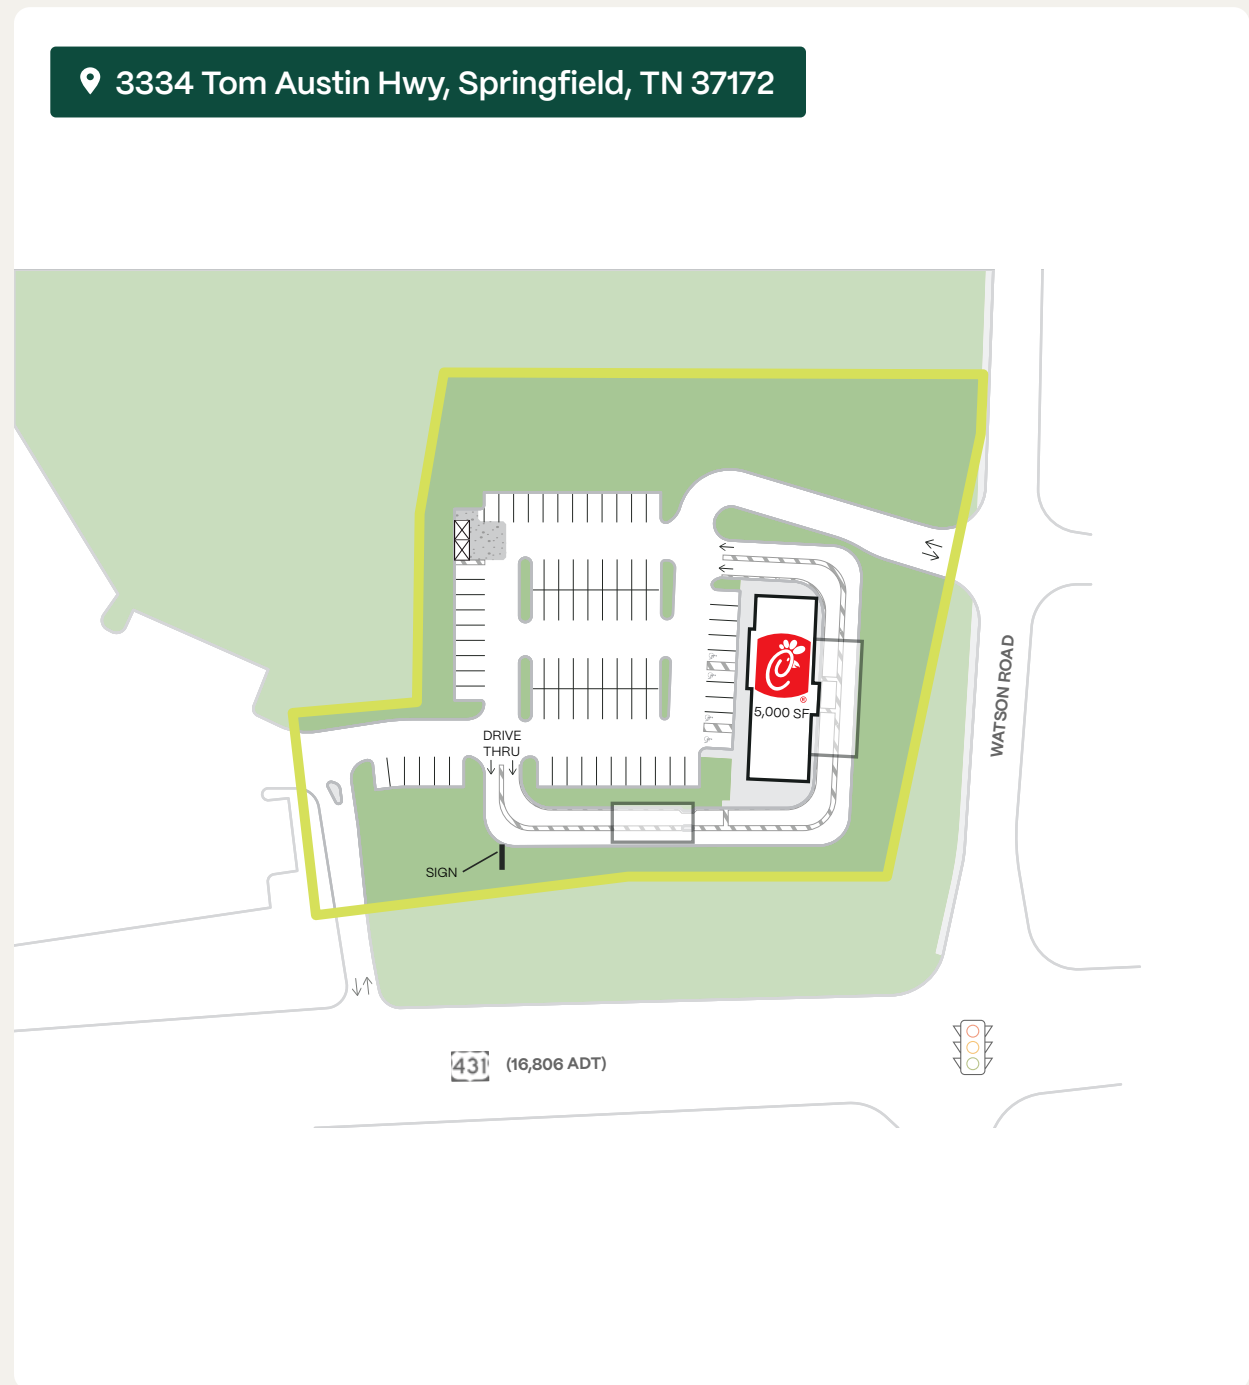 3334 Tom Austin Hwy, Springfield, TN 37172
5,000 SF
DRIVE
THRU
WATSON ROAD
SIGN
431 (16,806 ADT)